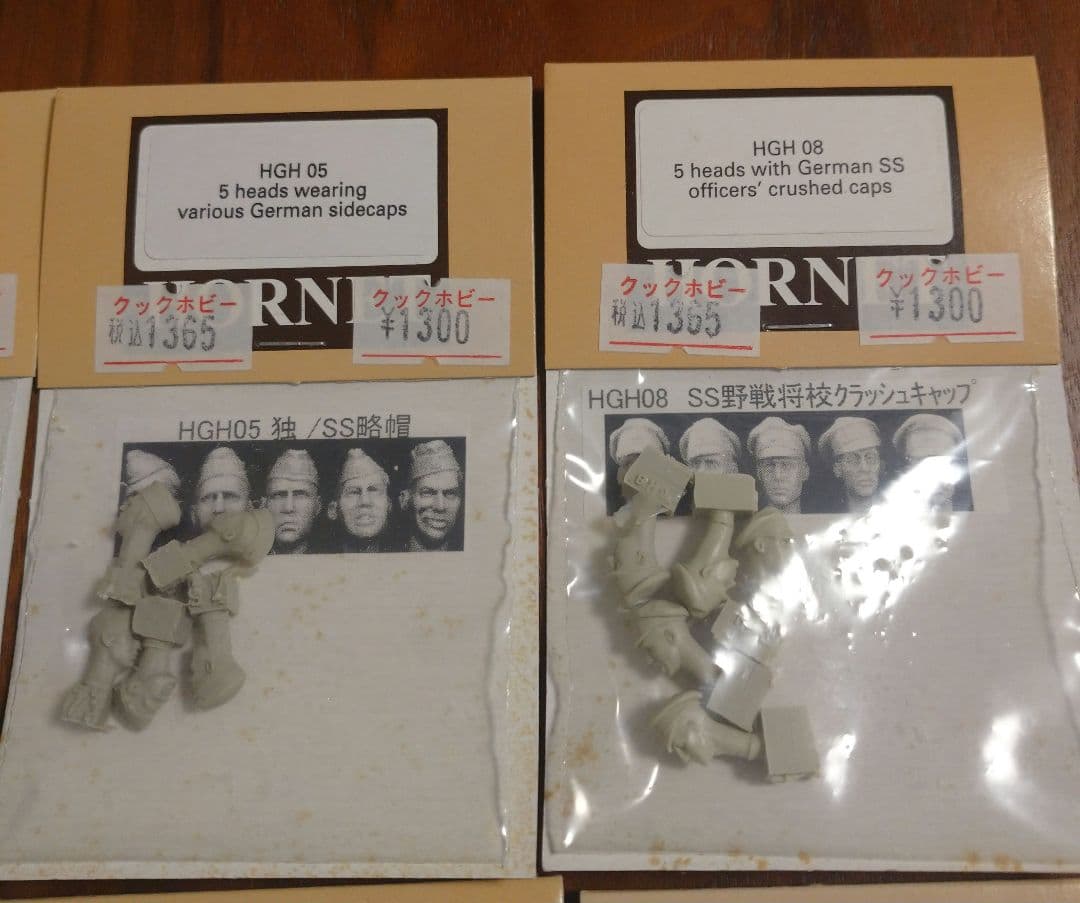 HGH 05
5 heads wearing
various German sidecaps
HORNET
クックホビー
税込1365
クックホビー
¥1300
HGH05 独 /SS略帽
HGH 08
5 heads with German SS
officers' crushed caps
HORNET
クックホビー
税込1365
クックホビー
¥1300
HGH08 SS野戦将校クラッシュキャップ